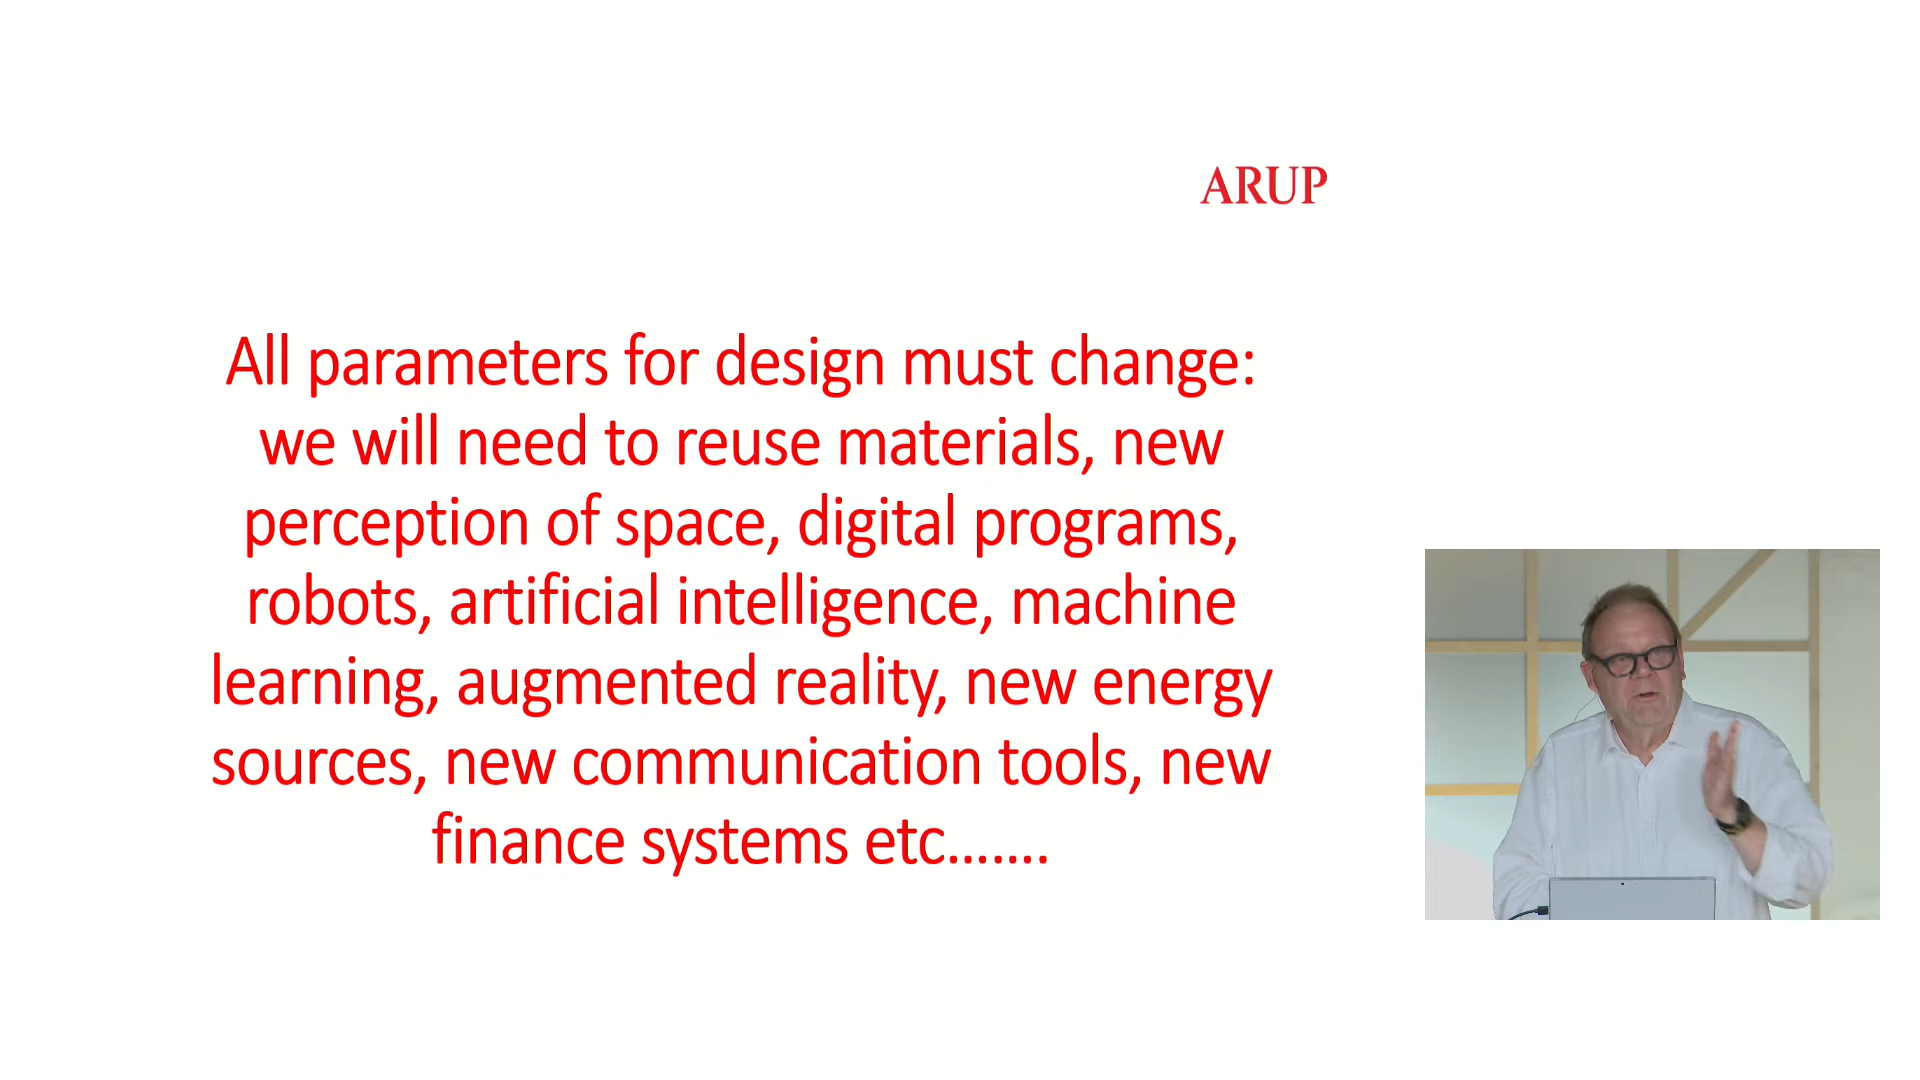 ARUP
All parameters for design must change:
we will need to reuse materials, new
perception of space, digital programs,
robots, artificial intelligence, machine
learning, augmented reality, new energy
sources, new communication tools, new
finance systems etc…….